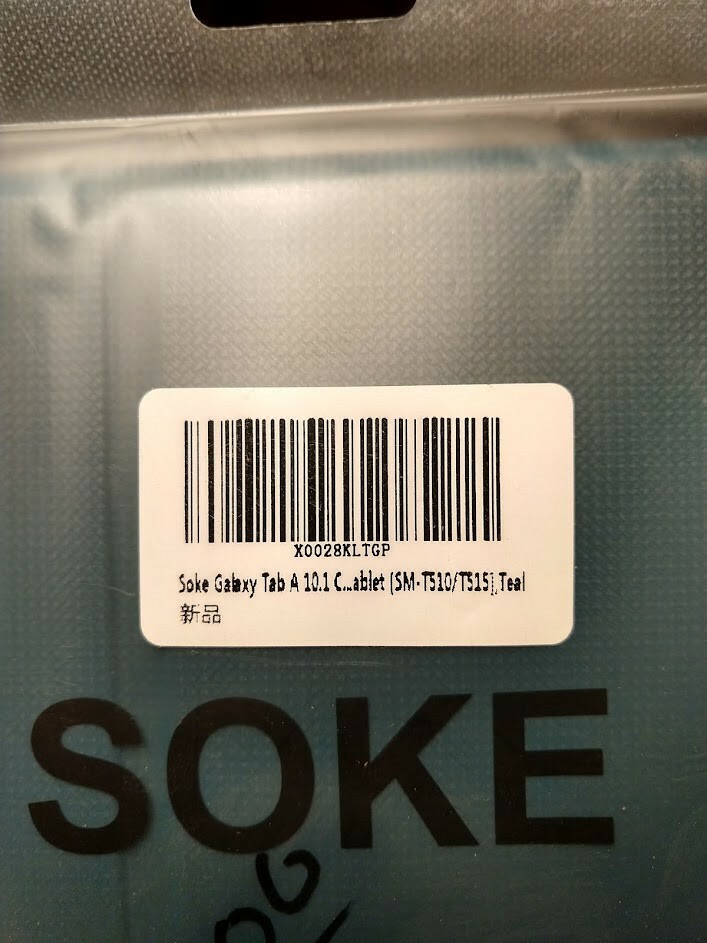 X0028KLTGP
Soke Galaxy Tab A 10.1 C...ablet [SM-T510/T515],Teal
新品
SOKE